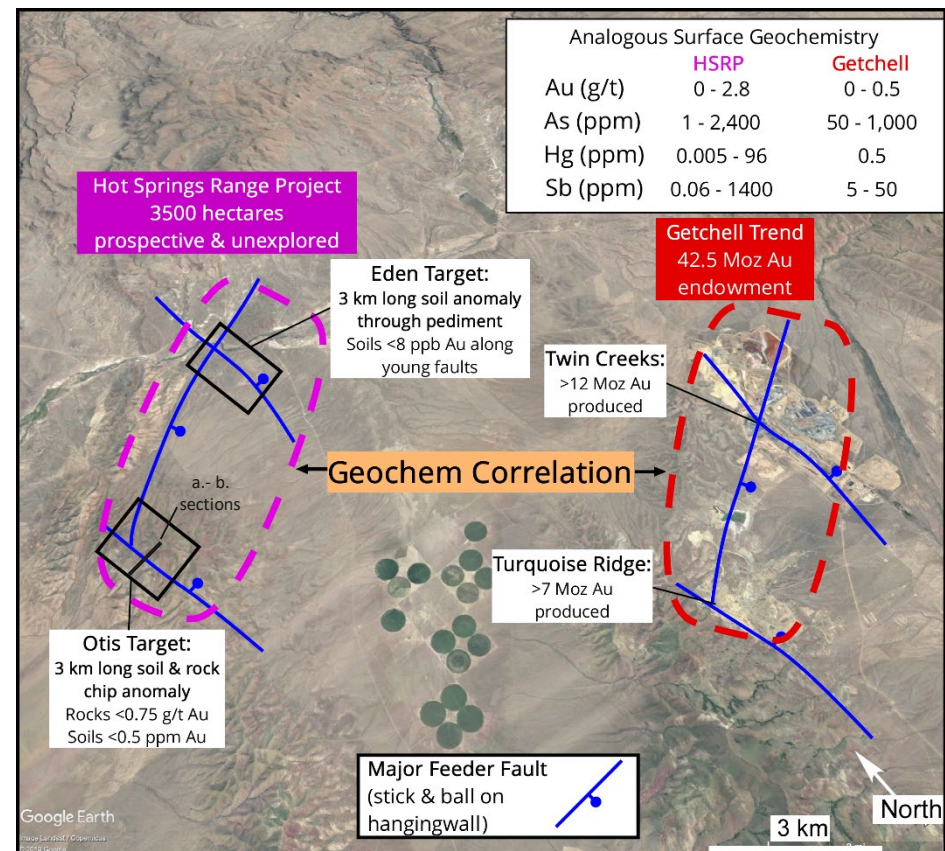 Analogous Surface Geochemistry
HSRP Getchell
Au (g/t) 0 - 2.8 0 - 0.5
As (ppm) 1 - 2,400 50 - 1,000
Hg (ppm) 0.005 - 96 0.5
Sb (ppm) 0.06 - 1400 5 - 50
Hot Springs Range Project
3500 hectares
prospective & unexplored
Getchell Trend
42.5 Moz Au
endowment
Eden Target:
3 km long soil anomaly
through pediment
Soils <8 ppb Au along
young faults
Twin Creeks:
>12 Moz Au
produced
Geochem Correlation
a.- b.
sections
Turquoise Ridge:
>7 Moz Au
produced
Otis Target:
3 km long soil & rock
chip anomaly
Rocks <0.75 g/t Au
Soils <0.5 ppm Au
Major Feeder Fault
(stick & ball on
hangingwall)
North
3 km
Google Earth
Image Landsat / Copernicus